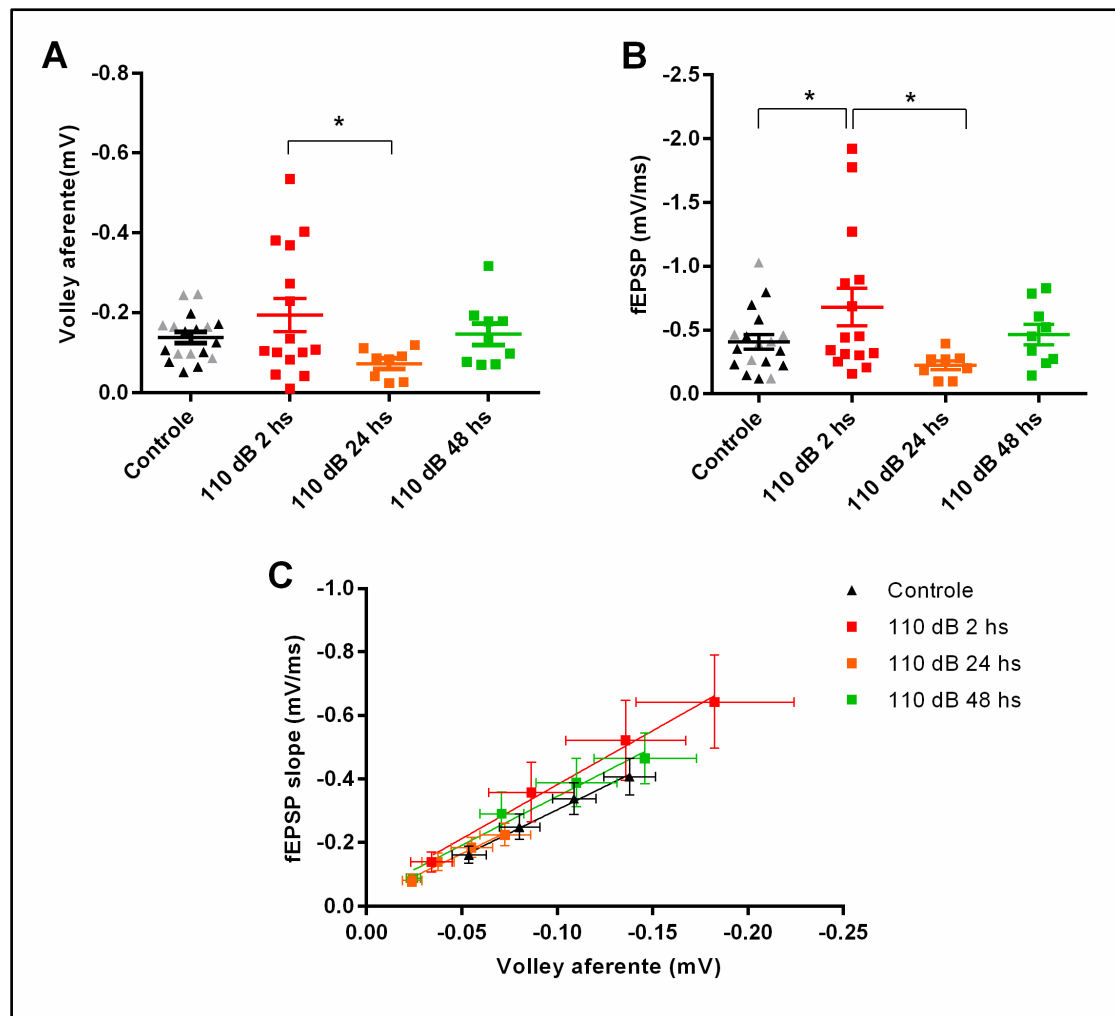 A
Volley aferente(mV)
-0.8
-0.6
-0.4
-0.2
0.0
*
Controle
110 dB 2 hs
110 dB 24 hs
110 dB 48 hs
B
fEPSP (mV/ms)
-2.5
-2.0
-1.5
-1.0
-0.5
0.0
* *
Controle
110 dB 2 hs
110 dB 24 hs
110 dB 48 hs
C
fEPSP slope (mV/ms)
-1.0
-0.8
-0.6
-0.4
-0.2
0.0
0.00 -0.05 -0.10 -0.15 -0.20 -0.25
Volley aferente (mV)
Controle
110 dB 2 hs
110 dB 24 hs
110 dB 48 hs